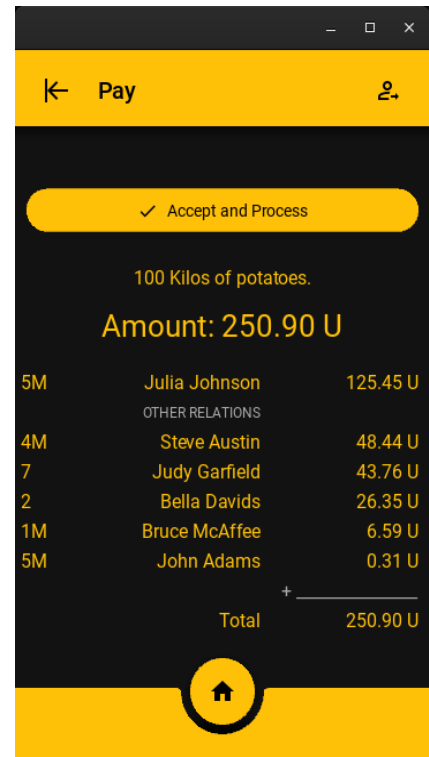 Pay
Accept and Process
100 Kilos of potatoes.
Amount: 250.90 U
5M Julia Johnson 125.45 U
OTHER RELATIONS
4M Steve Austin 48.44 U
7 Judy Garfield 43.76 U
2 Bella Davids 26.35 U
1M Bruce McAffee 6.59 U
5M John Adams 0.31 U
+
Total 250.90 U